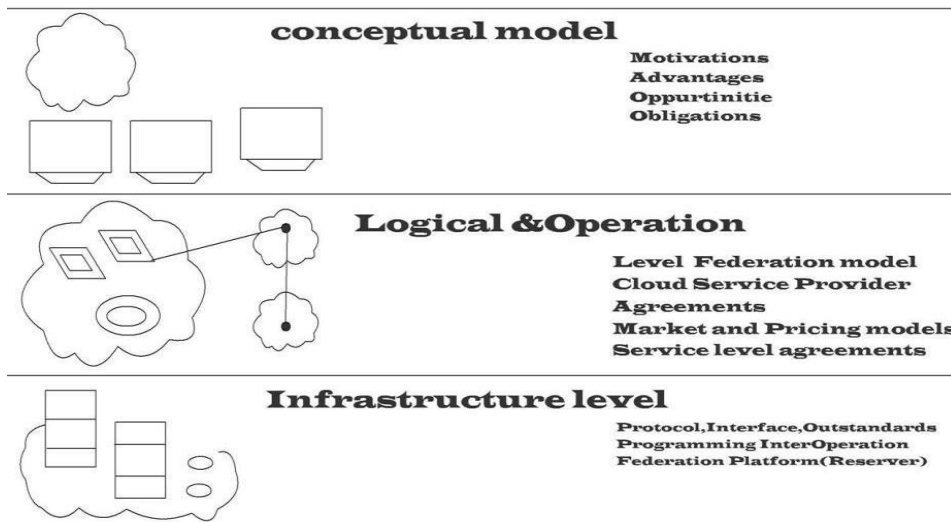 conceptual model
Motivations
Advantages
Oppurtinitie
Obligations
Logical &Operation
Level Federation model
Cloud Service Provider
Agreements
Market and Pricing models
Service level agreements
Infrastructure level
Protocol,Interface,Outstandards
Programming InterOperation
Federation Platform(Reserver)